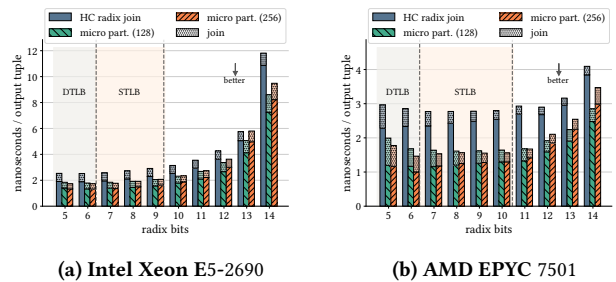 HC radix join
micro part. (256)
micro part. (128)
join
nanoseconds / output tuple
12
10
8
6
4
2
0
DTLB
STLB
better
5 6 7 8 9 10 11 12 13 14
radix bits
(a) Intel Xeon E5-2690
HC radix join
micro part. (256)
micro part. (128)
join
nanoseconds / output tuple
5
4
3
2
1
0
DTLB
STLB
better
5 6 7 8 9 10 11 12 13 14
radix bits
(b) AMD EPYC 7501